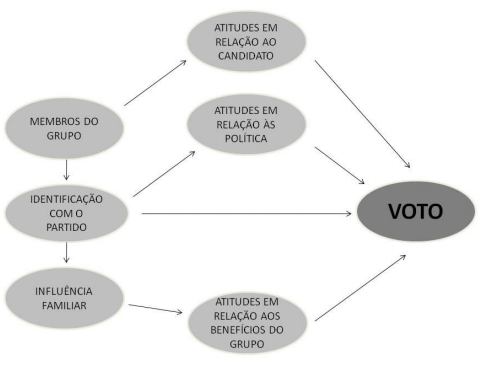 ATITUDES EM
RELAÇÃO AO
CANDIDATO
MEMBROS DO
GRUPO
ATITUDES EM
RELAÇÃO ÀS
POLÍTICA
IDENTIFICAÇÃO
COM O
PARTIDO
VOTO
INFLUÊNCIA
FAMILIAR
ATITUDES EM
RELAÇÃO AOS
BENEFÍCIOS DO
GRUPO